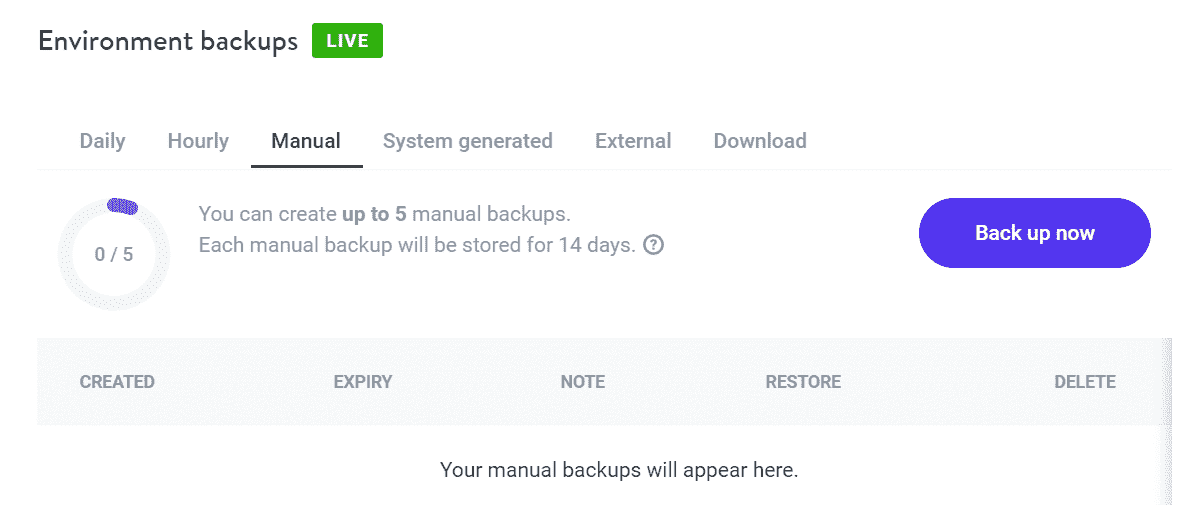 Environment backups LIVE
Daily Hourly Manual System generated External Download
0 / 5
You can create up to 5 manual backups.
Each manual backup will be stored for 14 days. ?
Back up now
CREATED EXPIRY NOTE RESTORE DELETE
Your manual backups will appear here.